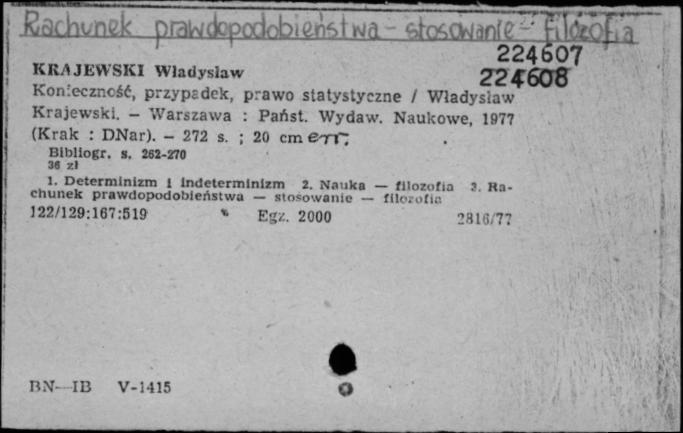 Rachunek prawdopodobieństwa - stosowanie - filozofia
224607
KRAJEWSKI Władysław
224608
Konieczność, przypadek, prawo statystyczne / Władysław
Krajewski. — Warszawa : Państ. Wydaw. Naukowe, 1977
(Krak : DNar). — 272 s. ; 20 cm
Bibliogr. s. 262-270
36 zł
1. Determinizm i indeterminizm 2. Nauka — filozofia 3. Ra-
chunek prawdopodobieństwa — stosowanie — filozofia
122/129:167:519 Egz. 2000 2816/77
BN—IB V-1415